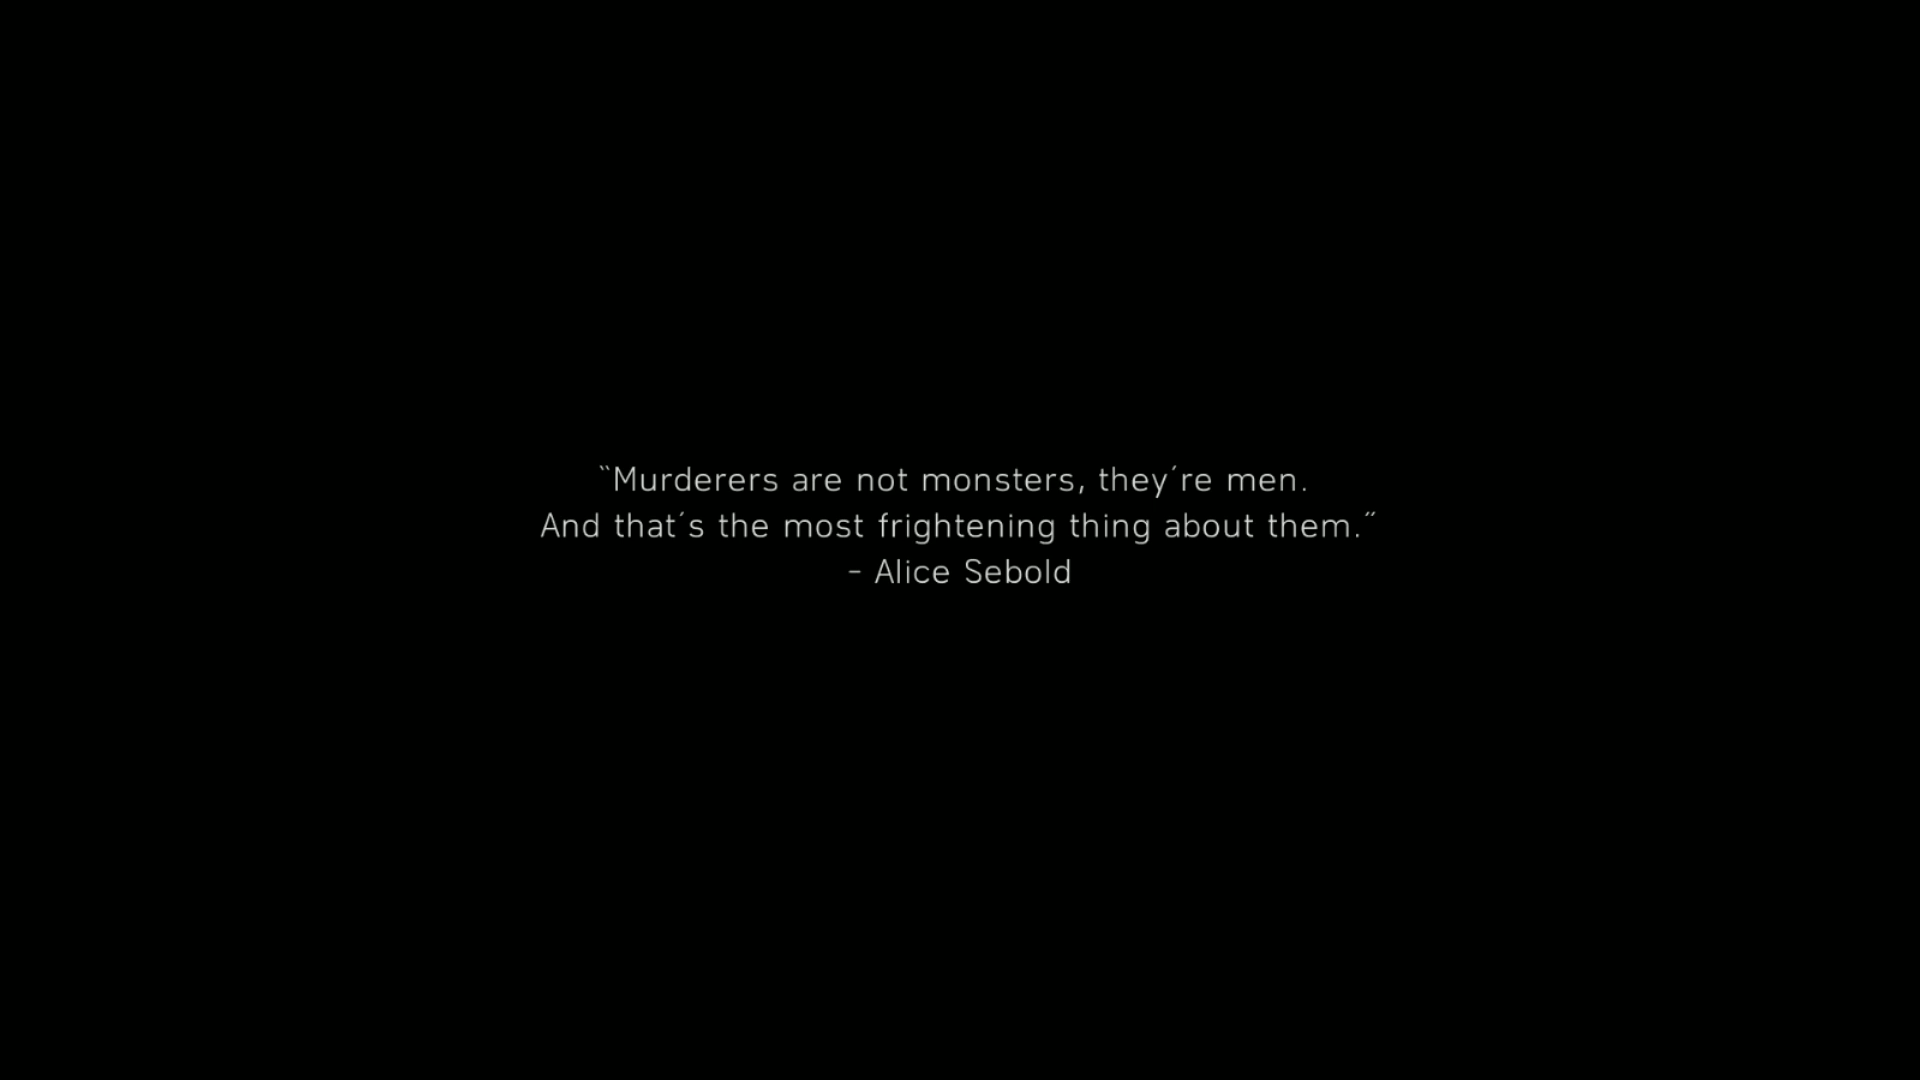 “Murderers are not monsters, they´re men.
And that´s the most frightening thing about them.”
- Alice Sebold